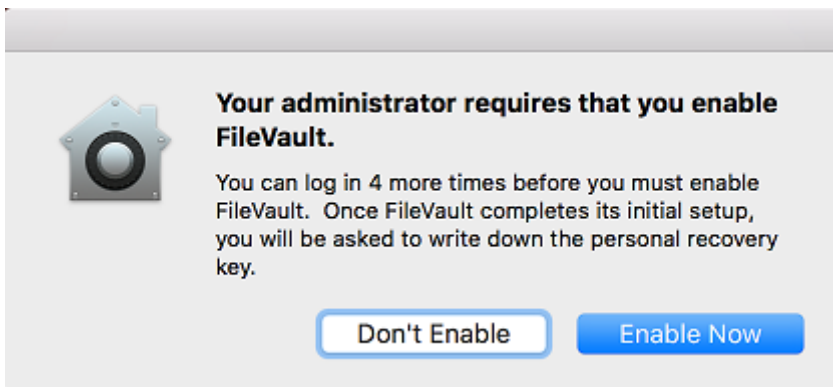 Your administrator requires that you enable
FileVault.
You can log in 4 more times before you must enable
FileVault.  Once FileVault completes its initial setup,
you will be asked to write down the personal recovery
key.
Don't Enable
Enable Now